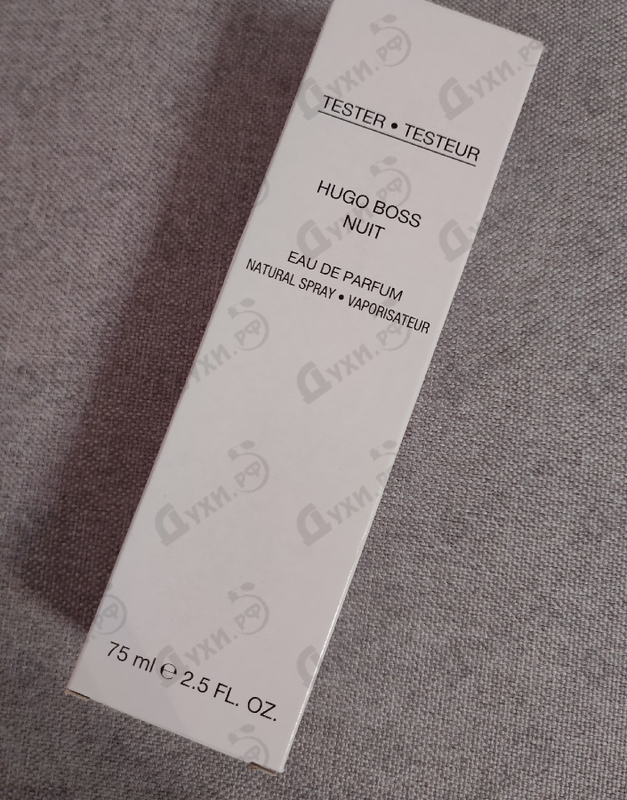 TESTER • TESTEUR
HUGO BOSS
NUIT
EAU DE PARFUM
NATURAL SPRAY • VAPORISATEUR
75 ml ℮ 2.5 FL. OZ.
Духи.РФ